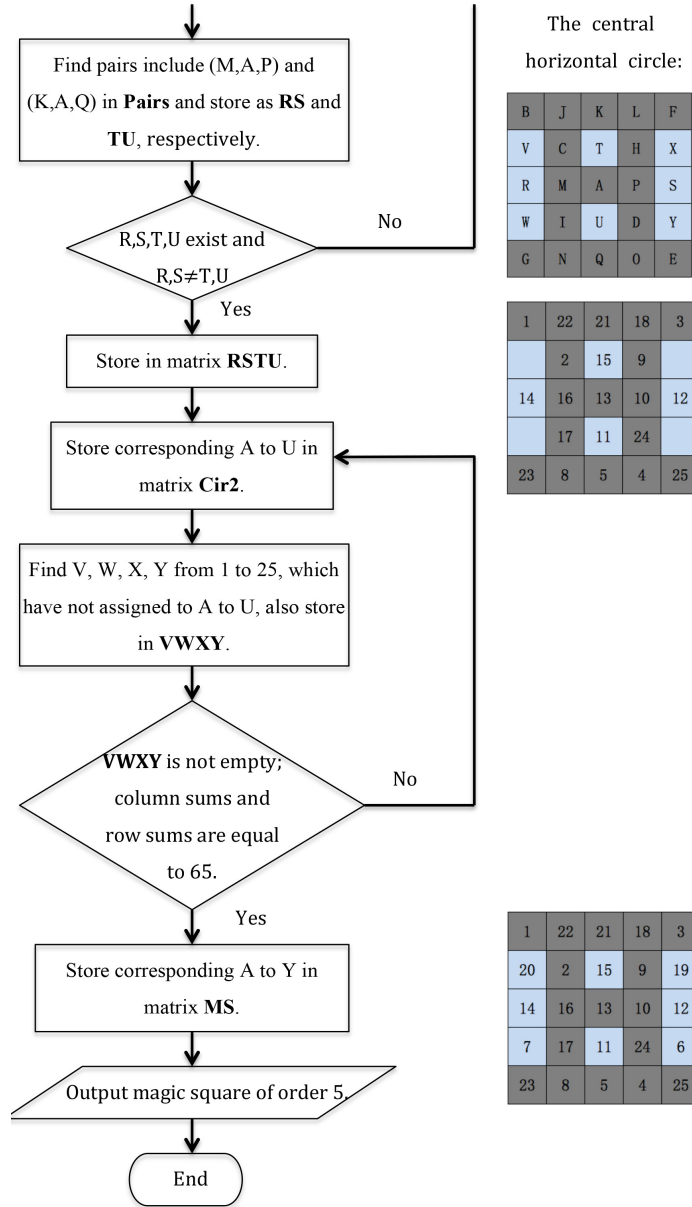 Find pairs include (M,A,P) and
(K,A,Q) in Pairs and store as RS and
TU, respectively.
R,S,T,U exist and
R,S≠T,U
No
Yes
Store in matrix RSTU.
Store corresponding A to U in
matrix Cir2.
Find V, W, X, Y from 1 to 25, which
have not assigned to A to U, also store
in VWXY.
VWXY is not empty;
column sums and
row sums are equal
to 65.
No
Yes
Store corresponding A to Y in
matrix MS.
Output magic square of order 5.
End
The central
horizontal circle:
B J K L F
V C T H X
R M A P S
W I U D Y
G N Q O E
1 22 21 18 3
2 15 9
14 16 13 10 12
17 11 24
23 8 5 4 25
1 22 21 18 3
20 2 15 9 19
14 16 13 10 12
7 17 11 24 6
23 8 5 4 25